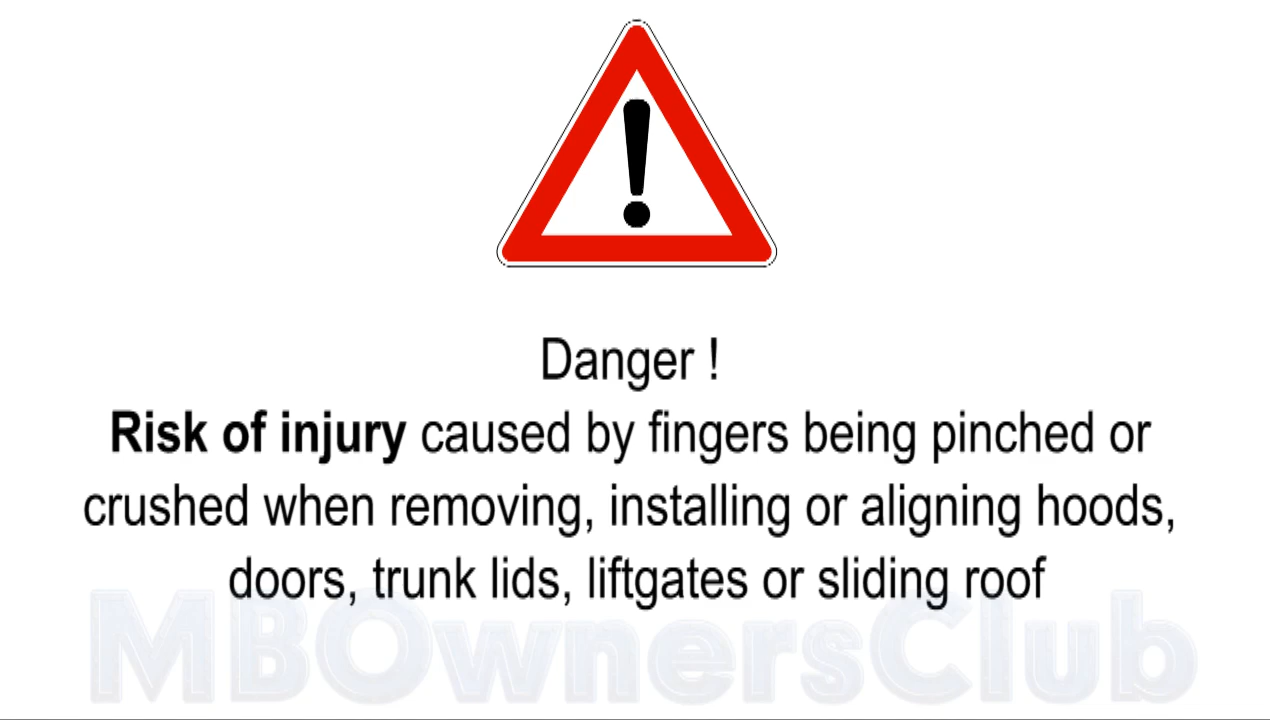 Danger !
Risk of injury caused by fingers being pinched or
crushed when removing, installing or aligning hoods,
doors, trunk lids, liftgates or sliding roof
MBOwnersClub